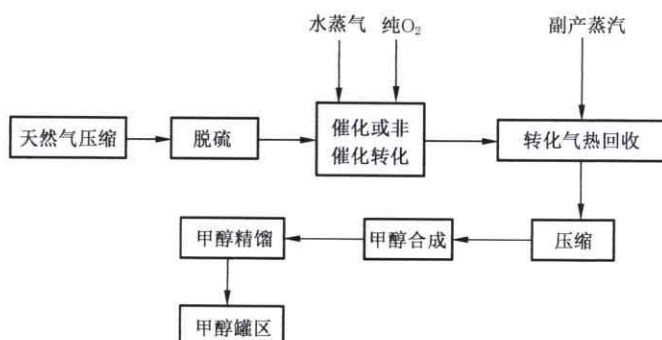 水蒸气 纯O₂
副产蒸汽
天然气压缩
脱硫
催化或非
催化转化
转化气热回收
甲醇精馏
甲醇合成
压缩
甲醇罐区